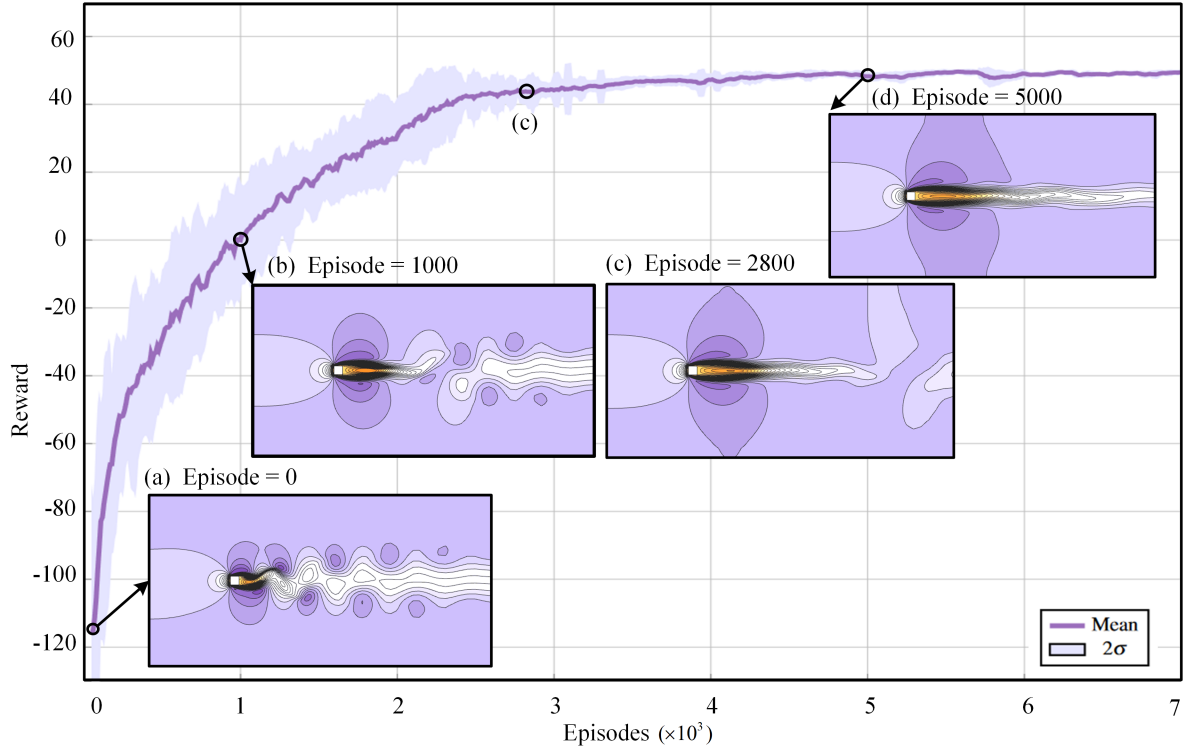 60
40
20
0
-20
-40
-60
-80
-100
-120
Reward
(c)
(d) Episode = 5000
(b) Episode = 1000
(c) Episode = 2800
(a) Episode = 0
Mean
2σ
0 1 2 3 4 5 6 7
Episodes (×10³)